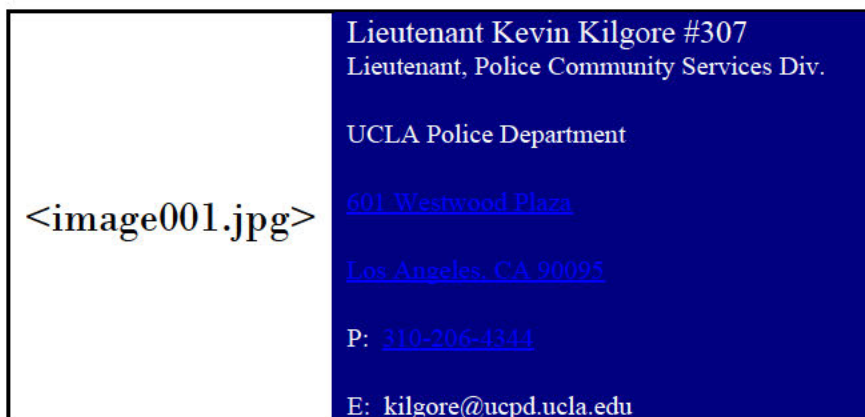 <image001.jpg>
Lieutenant Kevin Kilgore #307
Lieutenant, Police Community Services Div.
UCLA Police Department
601 Westwood Plaza
Los Angeles, CA 90095
P: 310-206-4344
E: kilgore@ucpd.ucla.edu